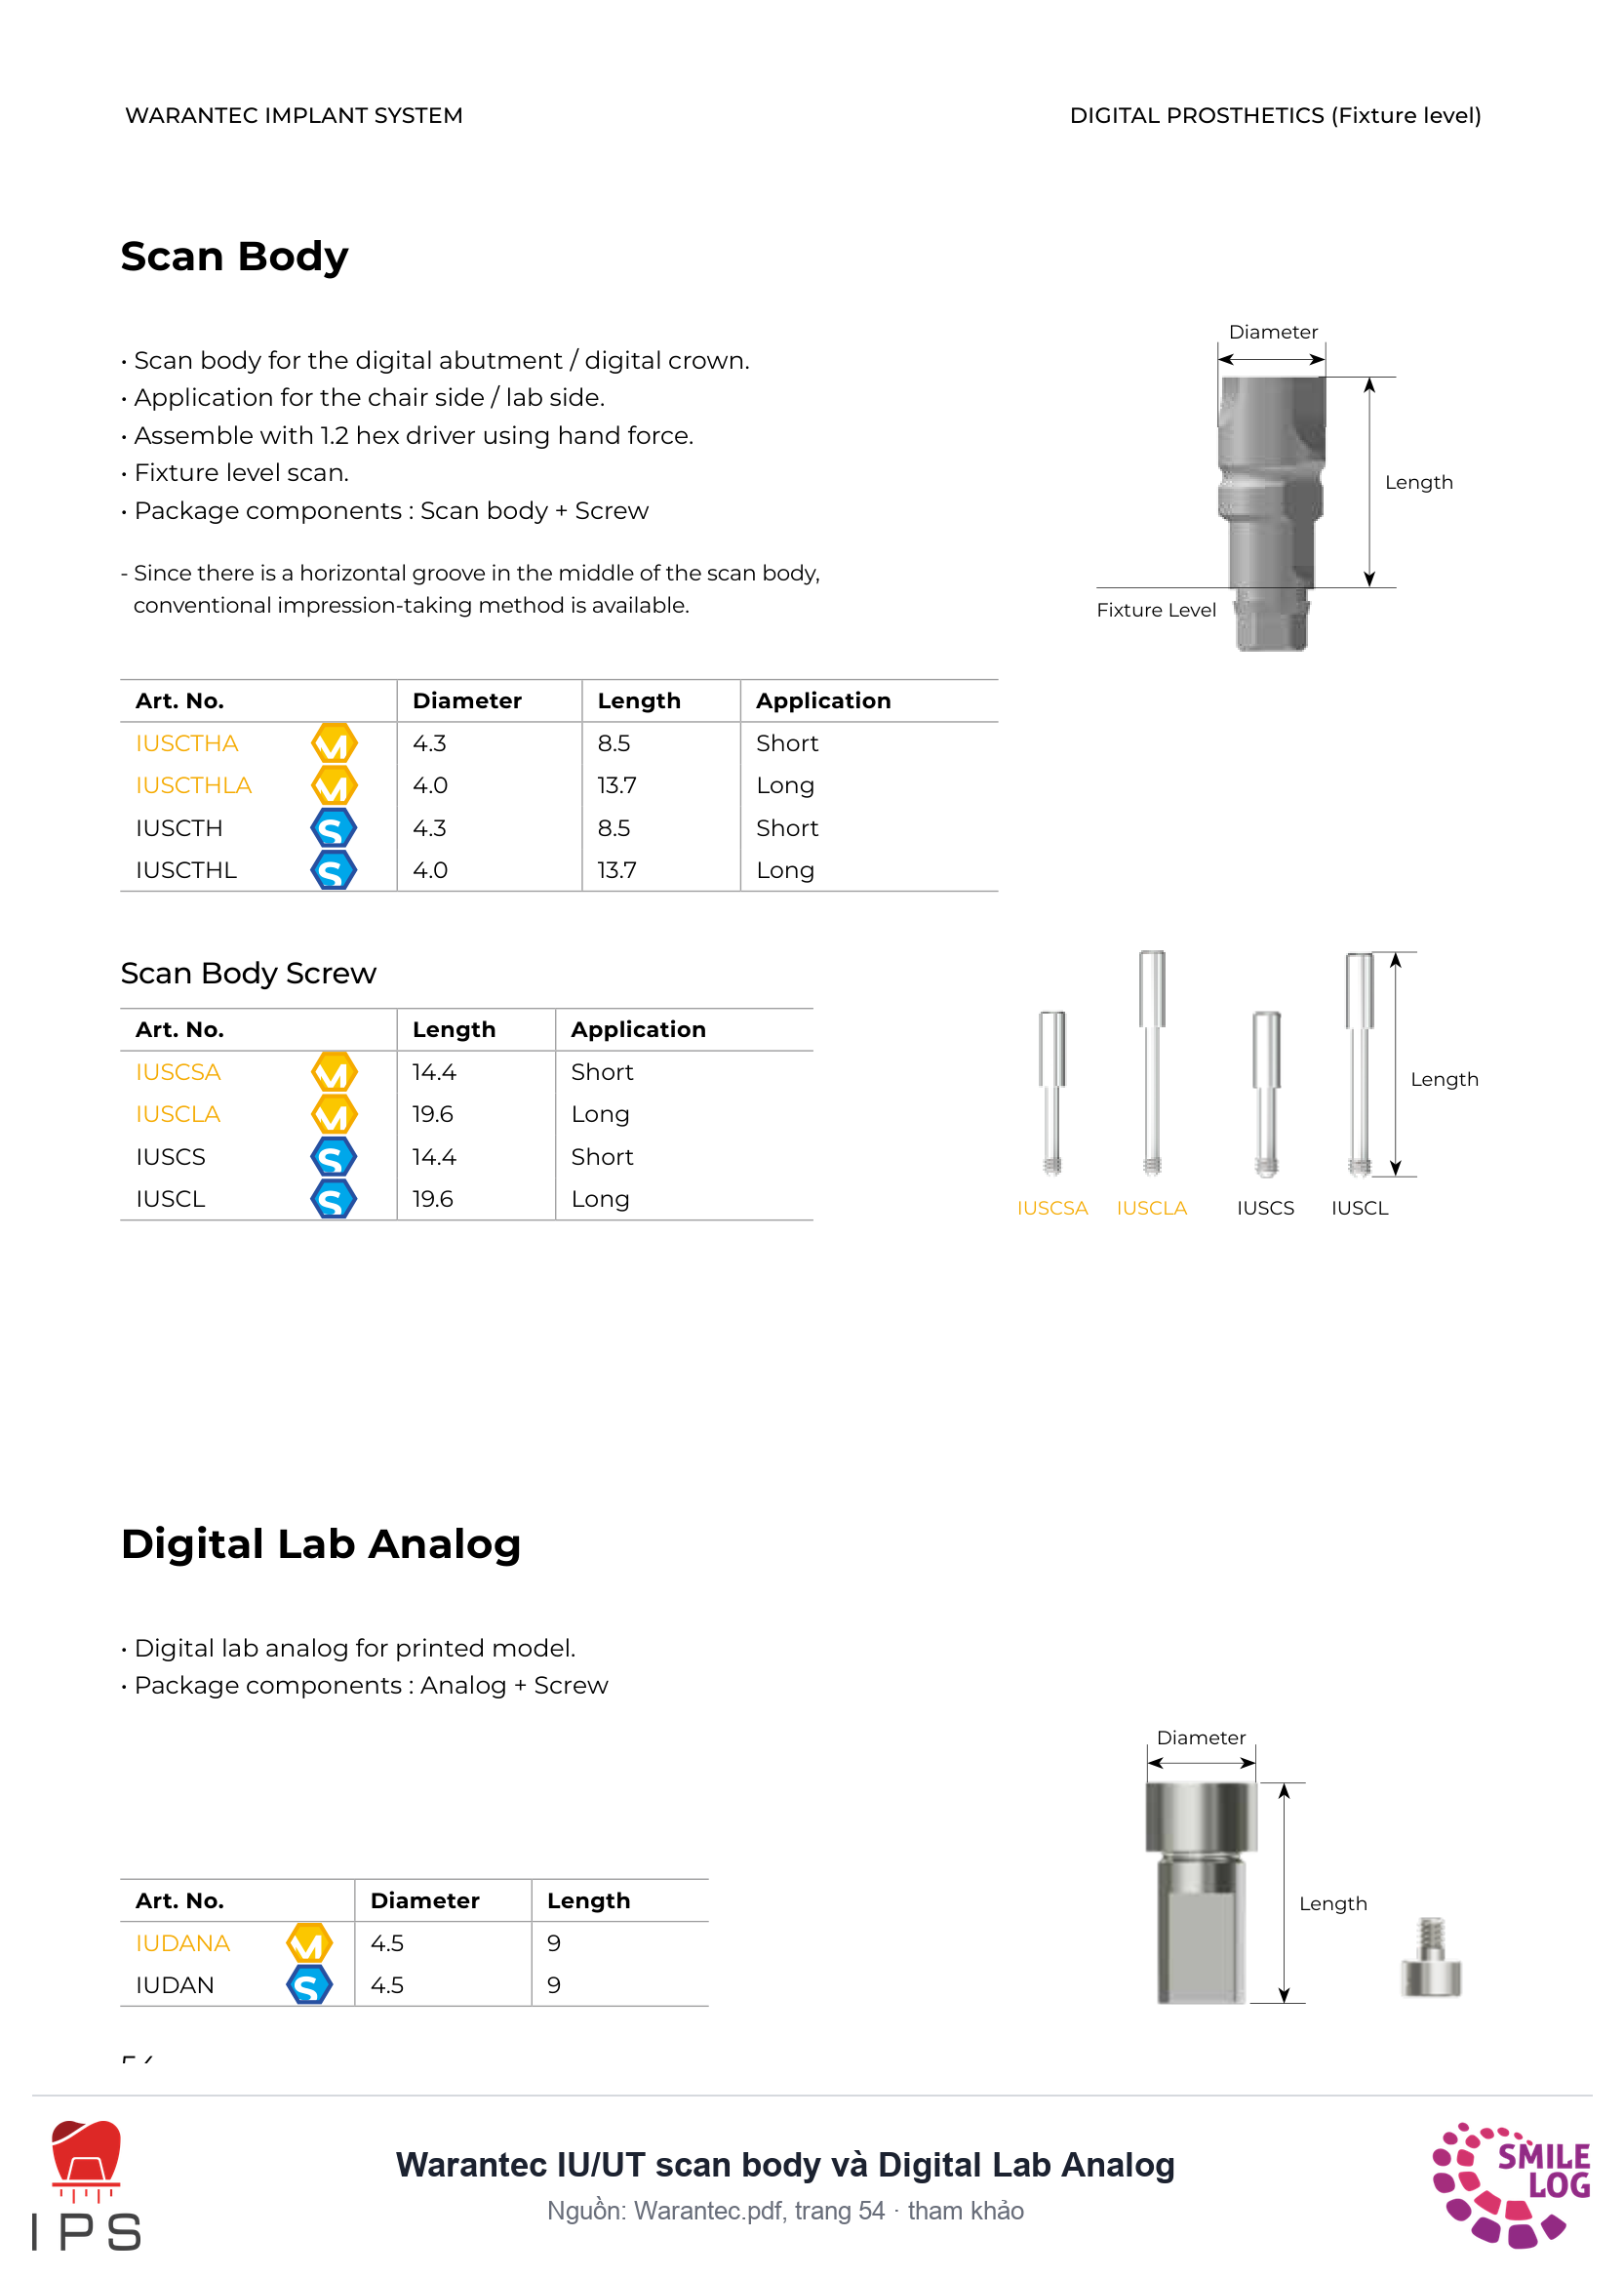 WARANTEC IMPLANT SYSTEM
DIGITAL PROSTHETICS (Fixture level)
Scan Body
• Scan body for the digital abutment / digital crown.
• Application for the chair side / lab side.
• Assemble with 1.2 hex driver using hand force.
• Fixture level scan.
• Package components : Scan body + Screw
- Since there is a horizontal groove in the middle of the scan body,
conventional impression-taking method is available.
Diameter
Length
Fixture Level
Art. No. Diameter Length Application
IUSCTHA M 4.3 8.5 Short
IUSCTHLA M 4.0 13.7 Long
IUSCTH S 4.3 8.5 Short
IUSCTHL S 4.0 13.7 Long
Scan Body Screw
Art. No. Length Application
IUSCSA M 14.4 Short
IUSCLA M 19.6 Long
IUSCS S 14.4 Short
IUSCL S 19.6 Long
Length
IUSCSA IUSCLA IUSCS IUSCL
Digital Lab Analog
• Digital lab analog for printed model.
• Package components : Analog + Screw
Diameter
Length
Art. No. Diameter Length
IUDANA M 4.5 9
IUDAN S 4.5 9
IPS
Warantec IU/UT scan body và Digital Lab Analog
Nguồn: Warantec.pdf, trang 54 · tham khảo
SMILE
LOG